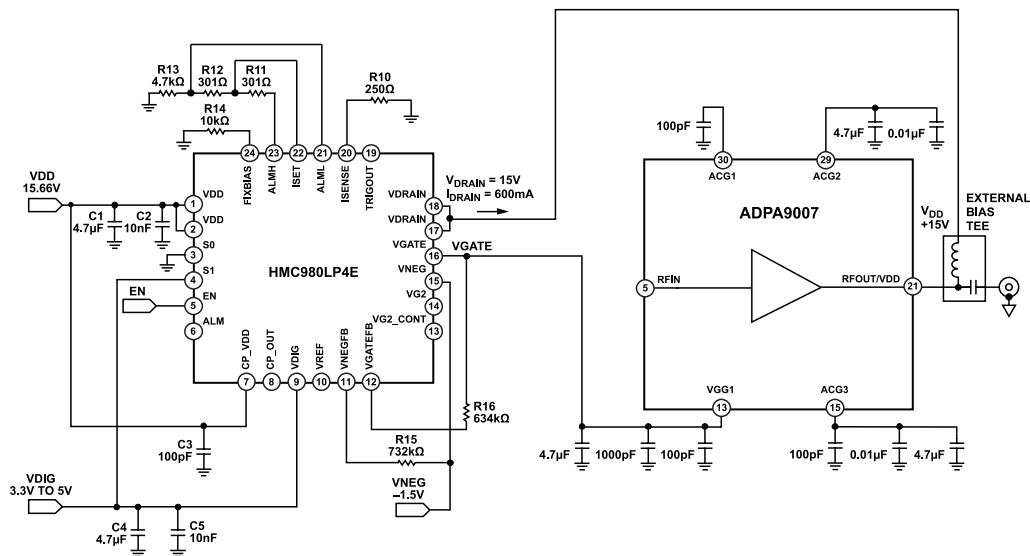 R13
4.7kΩ
R12
301Ω
R11
301Ω
R10
250Ω
R14
10kΩ
24
23
22
21
20
19
FIXBIAS
ALMH
ISET
ALML
ISENSE
TRIGOUT
VDD
15.66V
C1
4.7µF
C2
10nF
1
VDD
2
VDD
3
S0
4
S1
5
EN
6
ALM
EN
HMC980LP4E
VDRAIN
18
VDRAIN
17
VGATE
16
VNEG
15
VG2
14
VG2_CONT
13
VDRAIN = 15V
IDRAIN = 600mA
VGATE
CP_VDD
CP_OUT
VDIG
VREF
VNEGFB
VGATEFB
7
8
9
10
11
12
C3
100pF
R16
634kΩ
R15
732kΩ
VNEG
–1.5V
VDIG
3.3V TO 5V
C4
4.7µF
C5
10nF
100pF
4.7µF
0.01µF
30
ACG1
29
ACG2
ADPA9007
VDD
+15V
EXTERNAL
BIAS
TEE
5
RFIN
RFOUT/VDD
21
VGG1
13
ACG3
15
4.7µF
1000pF
100pF
100pF
0.01µF
4.7µF